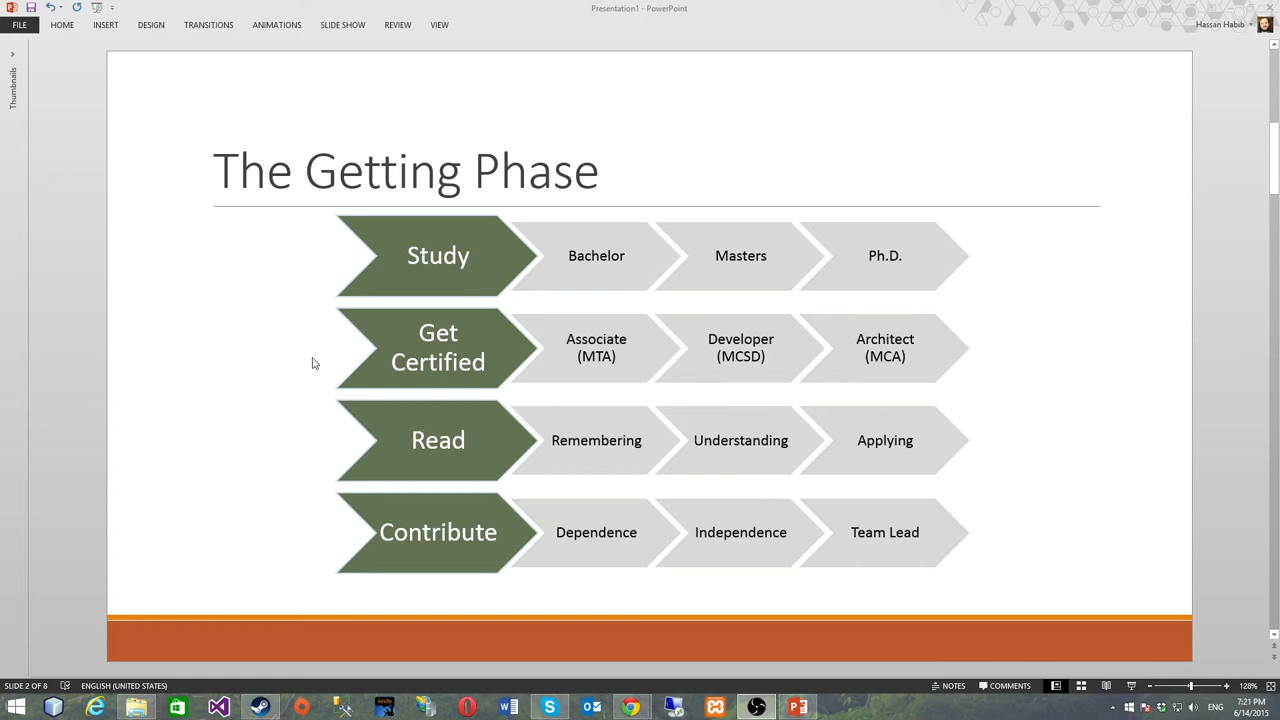 Presentation1 - PowerPoint
FILE HOME INSERT DESIGN TRANSITIONS ANIMATIONS SLIDE SHOW REVIEW VIEW Hassan Habib
Thumbnails
The Getting Phase
Study Bachelor Masters Ph.D.
Get
Certified
Associate
(MTA)
Developer
(MCSD)
Architect
(MCA)
Read Remembering Understanding Applying
Contribute Dependence Independence Team Lead
SLIDE 2 OF 8 ENGLISH (UNITED STATES) NOTES COMMENTS 128%
kindle
ENG
7:21 PM
6/14/2015